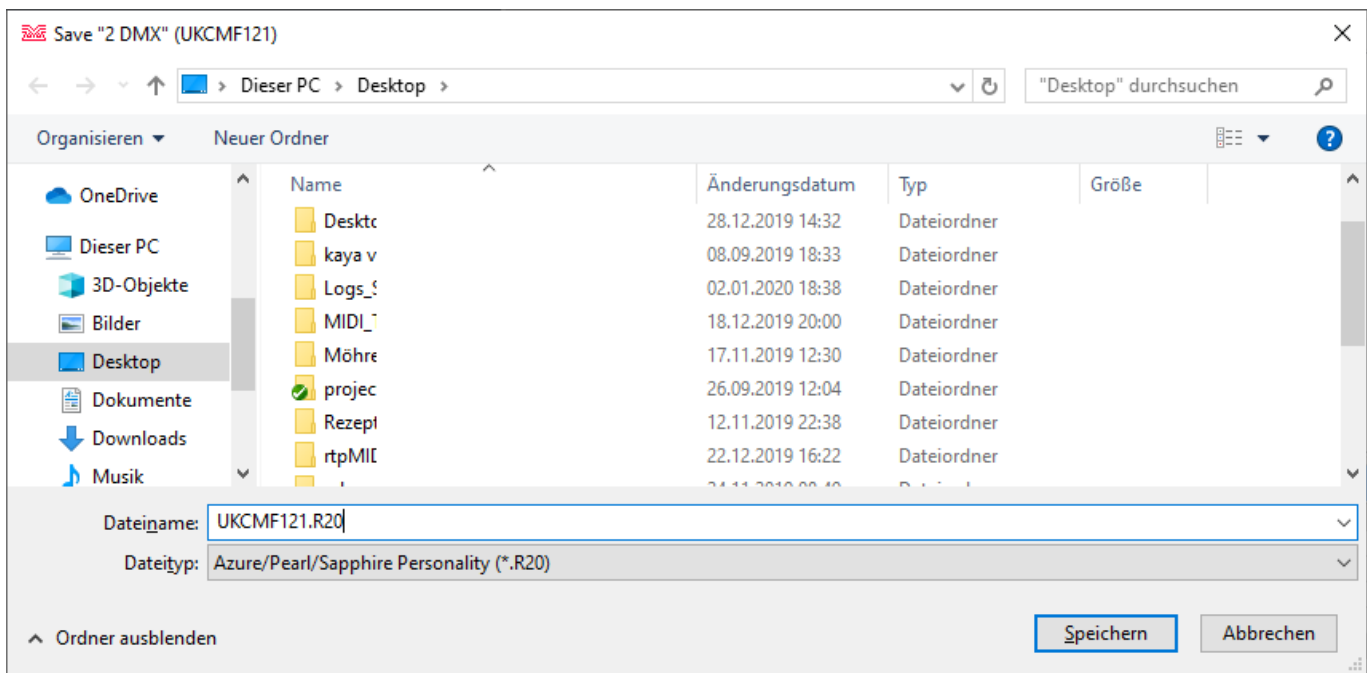 Save "2 DMX" (UKCMF121)
Dieser PC > Desktop >
"Desktop" durchsuchen
Organisieren Neuer Ordner
Name Änderungsdatum Typ Größe
OneDrive
Dieser PC
3D-Objekte
Bilder
Desktop
Dokumente
Downloads
Musik
Deskto 28.12.2019 14:32 Dateiordner
kaya v 08.09.2019 18:33 Dateiordner
Logs_S 02.01.2020 18:38 Dateiordner
MIDI_T 18.12.2019 20:00 Dateiordner
Möhre 17.11.2019 12:30 Dateiordner
projec 26.09.2019 12:04 Dateiordner
Rezept 12.11.2019 22:38 Dateiordner
rtpMID 22.12.2019 16:22 Dateiordner
Dateiname: UKCMF121.R20
Dateityp: Azure/Pearl/Sapphire Personality (*.R20)
Ordner ausblenden
Speichern Abbrechen